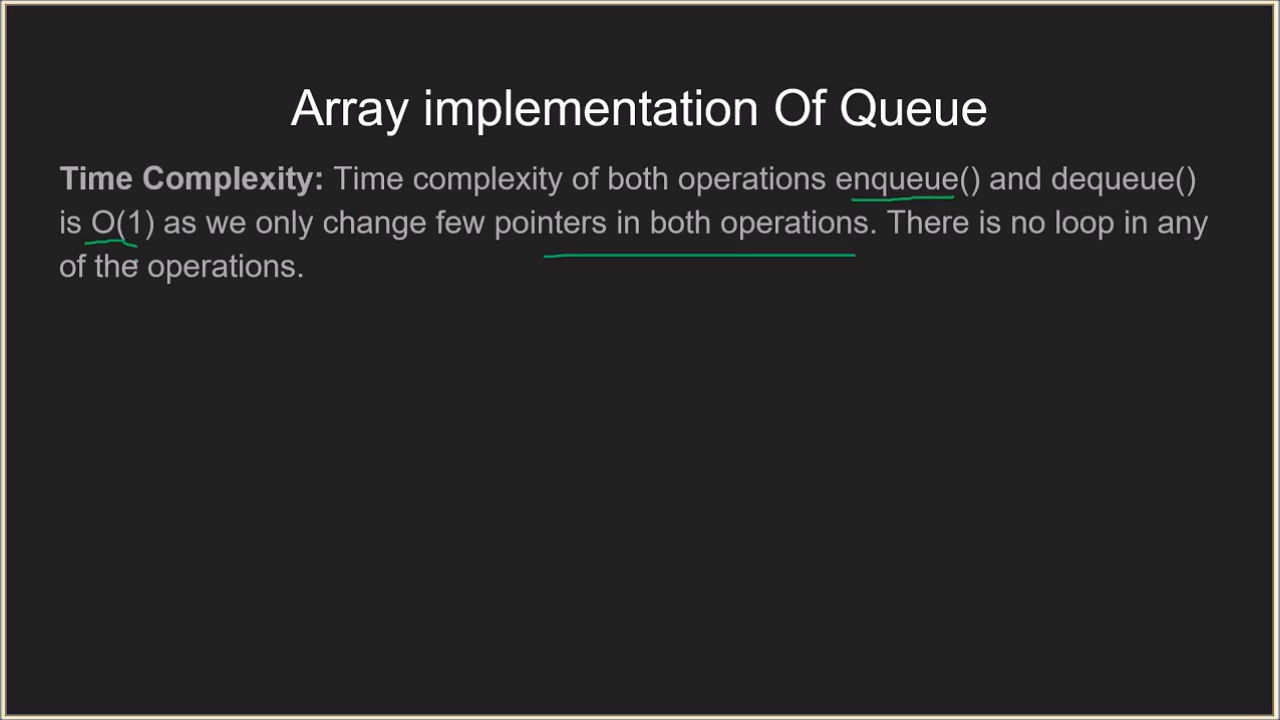 Array implementation Of Queue
Time Complexity: Time complexity of both operations enqueue() and dequeue()
is O(1) as we only change few pointers in both operations. There is no loop in any
of the operations.